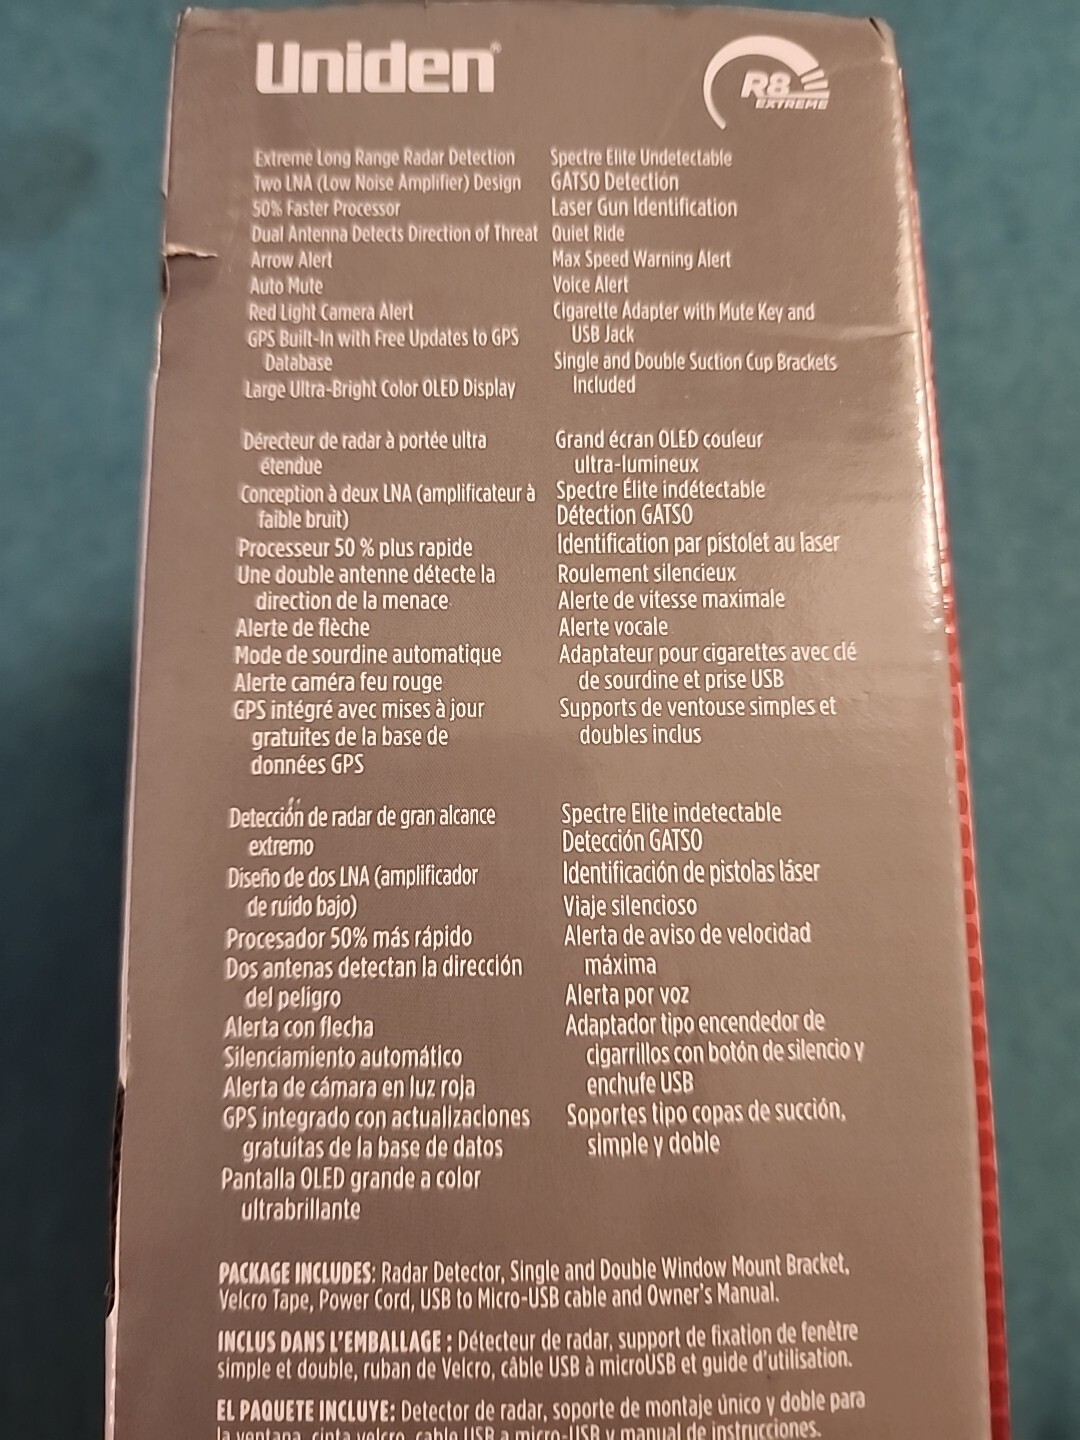 Uniden®
R8
EXTREME
Extreme Long Range Radar Detection
Two LNA (Low Noise Amplifier) Design
50% Faster Processor
Dual Antenna Detects Direction of Threat
Arrow Alert
Auto Mute
Red Light Camera Alert
GPS Built-In with Free Updates to GPS
Database
Large Ultra-Bright Color OLED Display
Spectre Elite Undetectable
GATSO Detection
Laser Gun Identification
Quiet Ride
Max Speed Warning Alert
Voice Alert
Cigarette Adapter with Mute Key and
USB Jack
Single and Double Suction Cup Brackets
Included
Dérecteur de radar à portée ultra
étendue
Conception à deux LNA (amplificateur à
faible bruit)
Processeur 50 % plus rapide
Une double antenne détecte la
direction de la menace
Alerte de flèche
Mode de sourdine automatique
Alerte caméra feu rouge
GPS intégré avec mises à jour
gratuites de la base de
données GPS
Grand écran OLED couleur
ultra-lumineux
Spectre Élite indétectable
Détection GATSO
Identification par pistolet au laser
Roulement silencieux
Alerte de vitesse maximale
Alerte vocale
Adaptateur pour cigarettes avec clé
de sourdine et prise USB
Supports de ventouse simples et
doubles inclus
Detección de radar de gran alcance
extremo
Diseño de dos LNA (amplificador
de ruido bajo)
Procesador 50% más rápido
Dos antenas detectan la dirección
del peligro
Alerta con flecha
Silenciamiento automático
Alerta de cámara en luz roja
GPS integrado con actualizaciones
gratuitas de la base de datos
Pantalla OLED grande a color
ultrabrillante
Spectre Elite indetectable
Detección GATSO
Identificación de pistolas láser
Viaje silencioso
Alerta de aviso de velocidad
máxima
Alerta por voz
Adaptador tipo encendedor de
cigarrillos con botón de silencio y
enchufe USB
Soportes tipo copas de succión,
simple y doble
PACKAGE INCLUDES: Radar Detector, Single and Double Window Mount Bracket,
Velcro Tape, Power Cord, USB to Micro-USB cable and Owner's Manual.
INCLUS DANS L'EMBALLAGE : Détecteur de radar, support de fixation de fenêtre
simple et double, ruban de Velcro, câble USB à microUSB et guide d'utilisation.
EL PAQUETE INCLUYE: Detector de radar, soporte de montaje único y doble para
la ventana, cinta velcro, cable USB a micro-USB y manual de instrucciones.